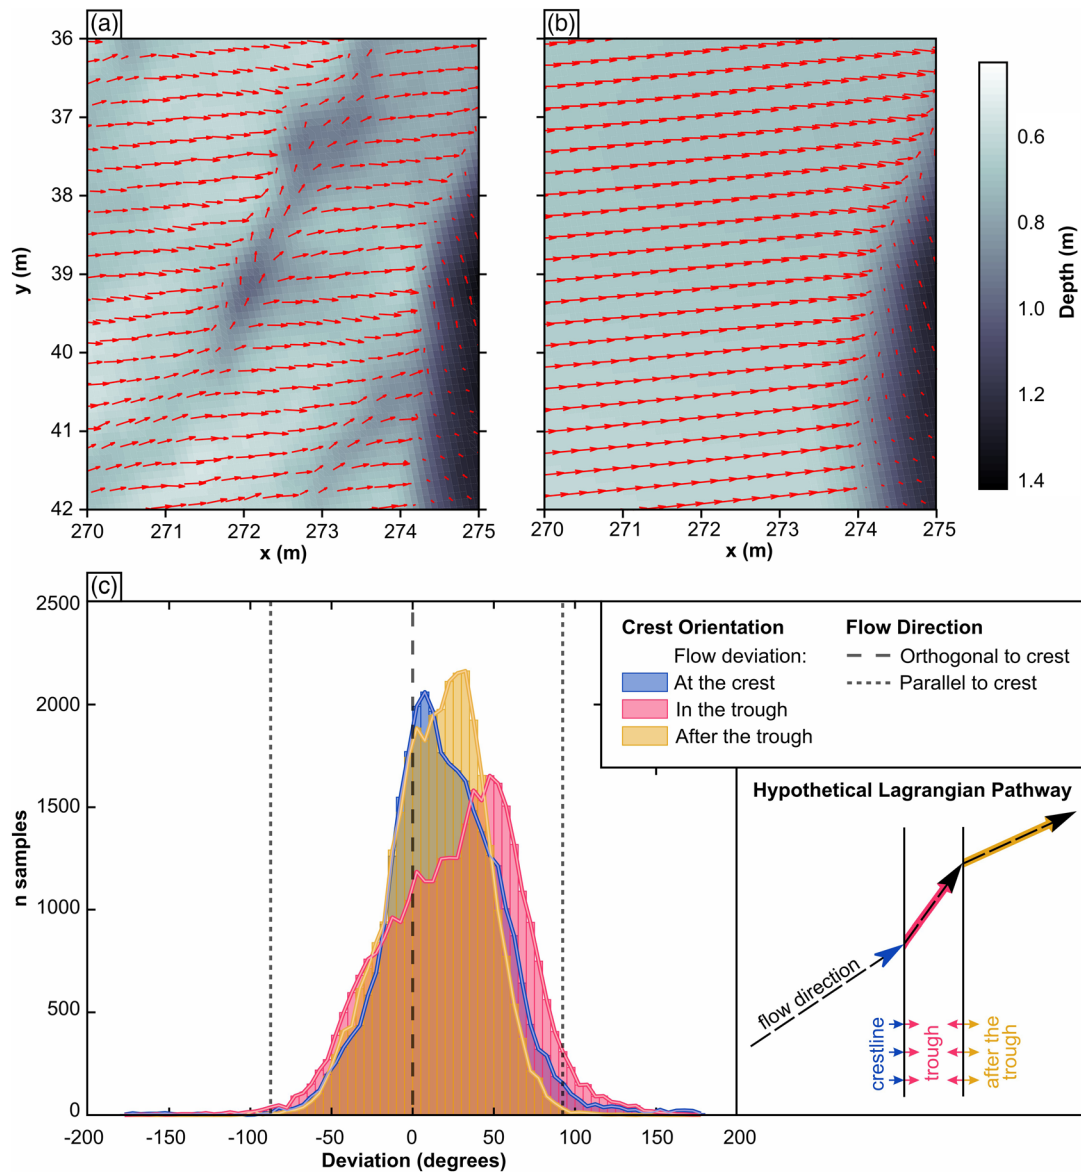 (a)
(b)
36
37
38
39
40
41
42
y (m)
270 271 272 273 274 275
x (m)
270 271 272 273 274 275
x (m)
0.6
0.8
1.0
1.2
1.4
Depth (m)
(c)
2500
2000
1500
1000
500
0
n samples
-200 -150 -100 -50 0 50 100 150 200
Deviation (degrees)
Crest Orientation
Flow deviation:
At the crest
In the trough
After the trough
Flow Direction
Orthogonal to crest
Parallel to crest
Hypothetical Lagrangian Pathway
flow direction
crestline
trough
after the
trough